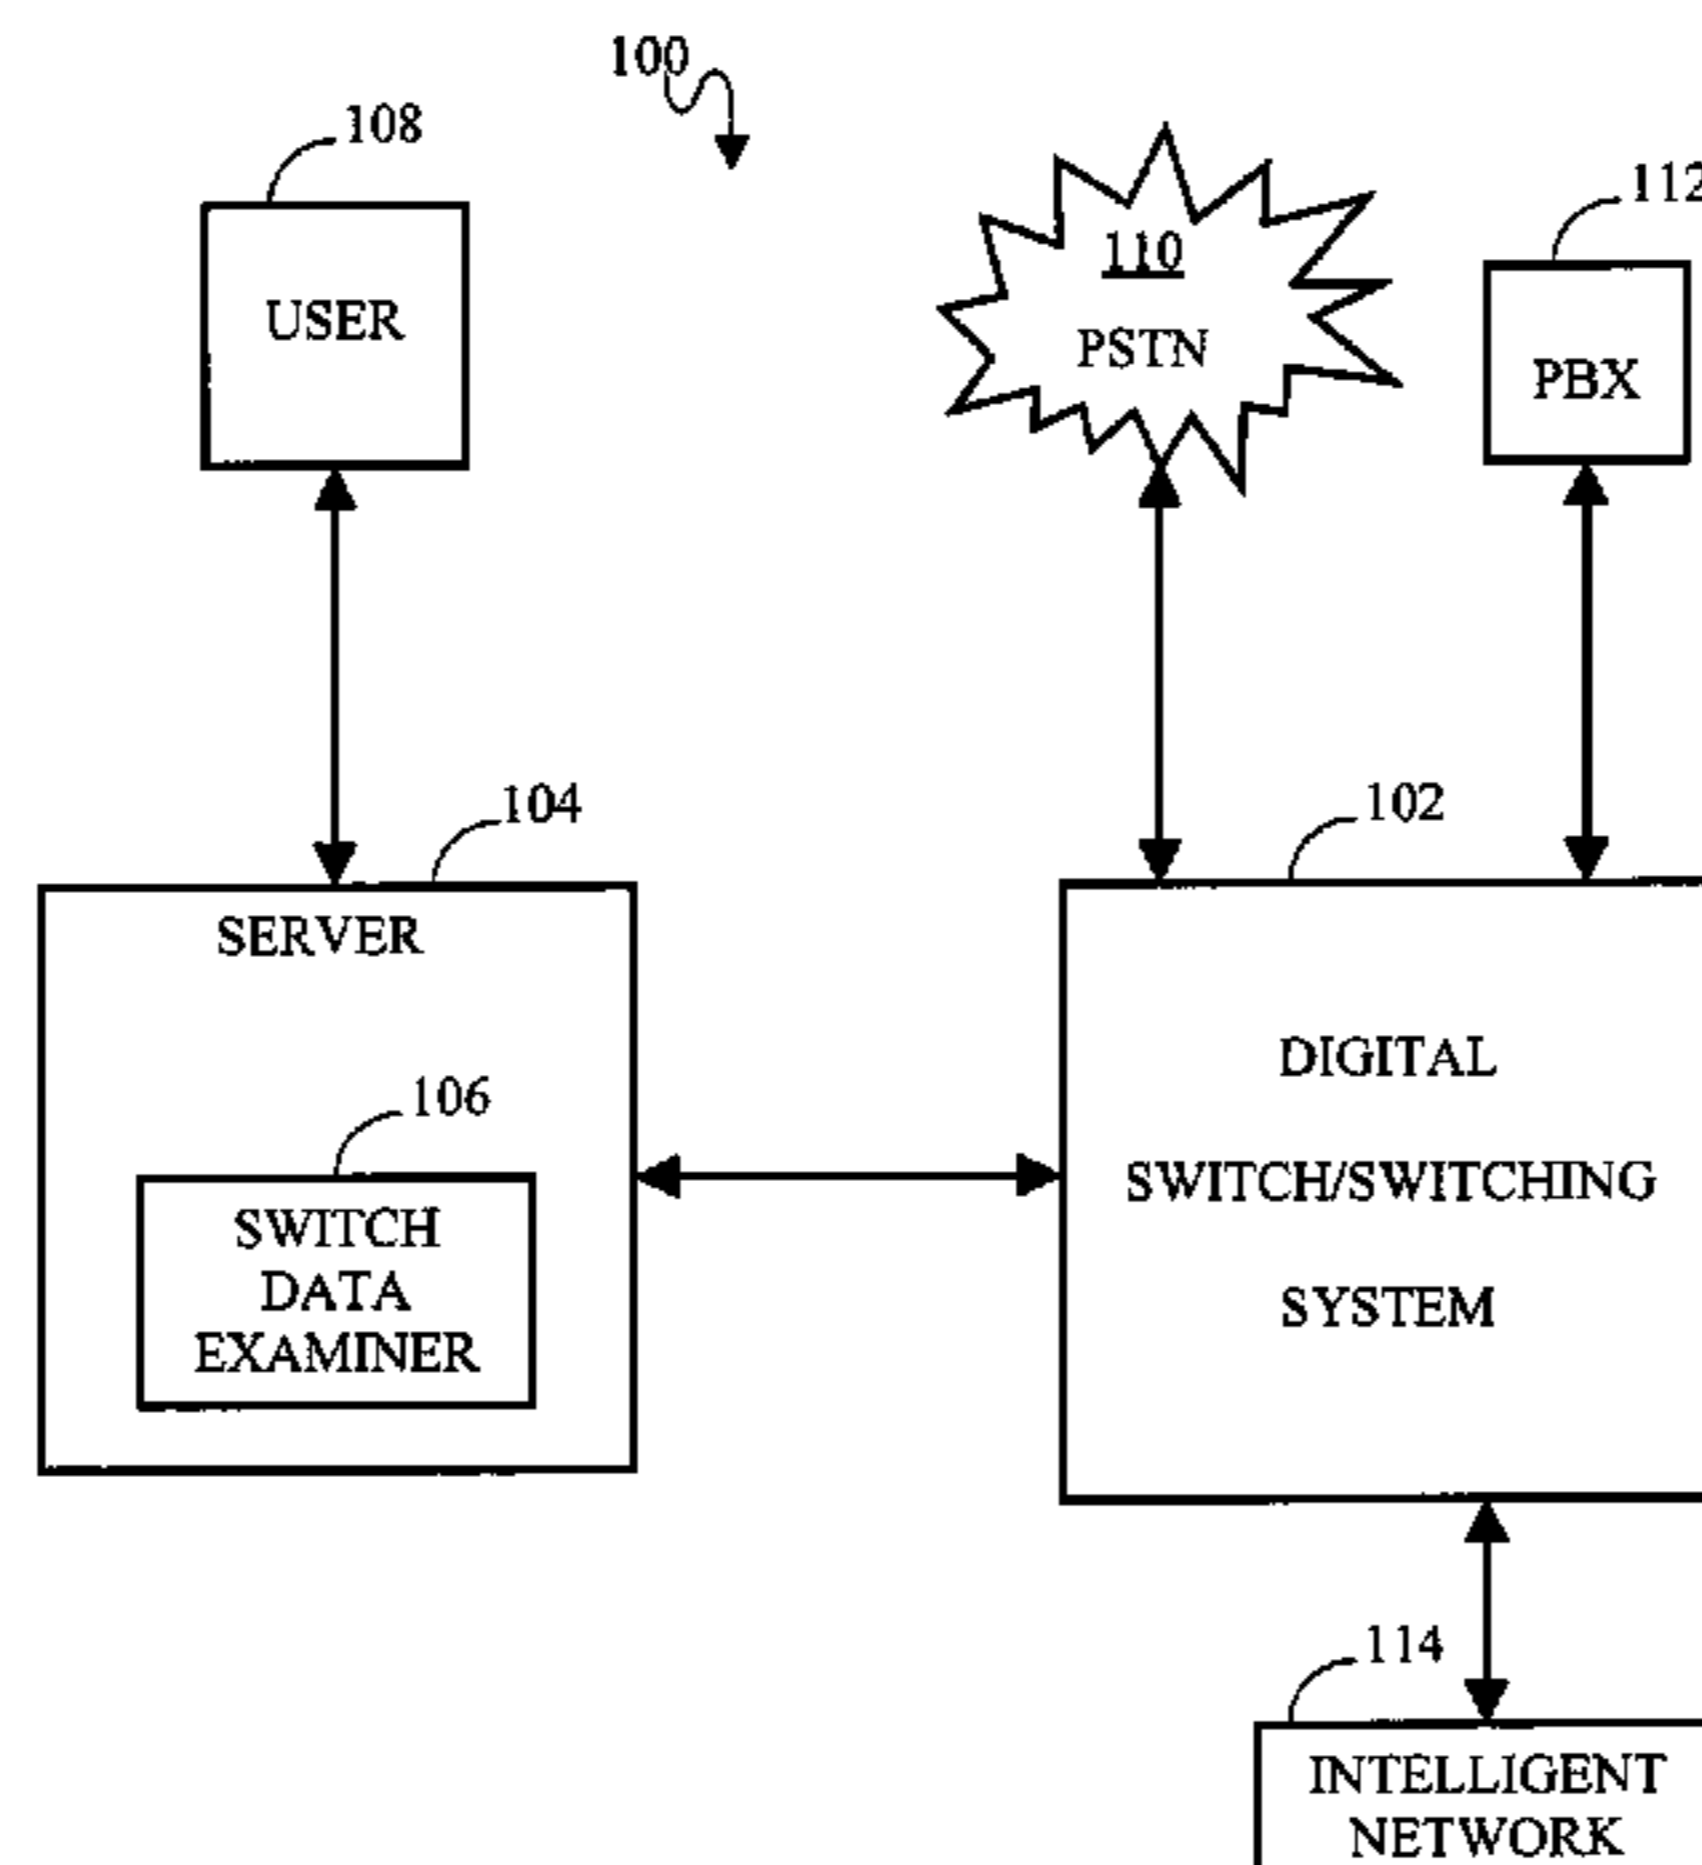 100
108
112
110
USER
PSTN
PBX
104
102
SERVER
DIGITAL
106
SWITCH/SWITCHING
SWITCH
DATA
SYSTEM
EXAMINER
114
INTELLIGENT
NETWORK